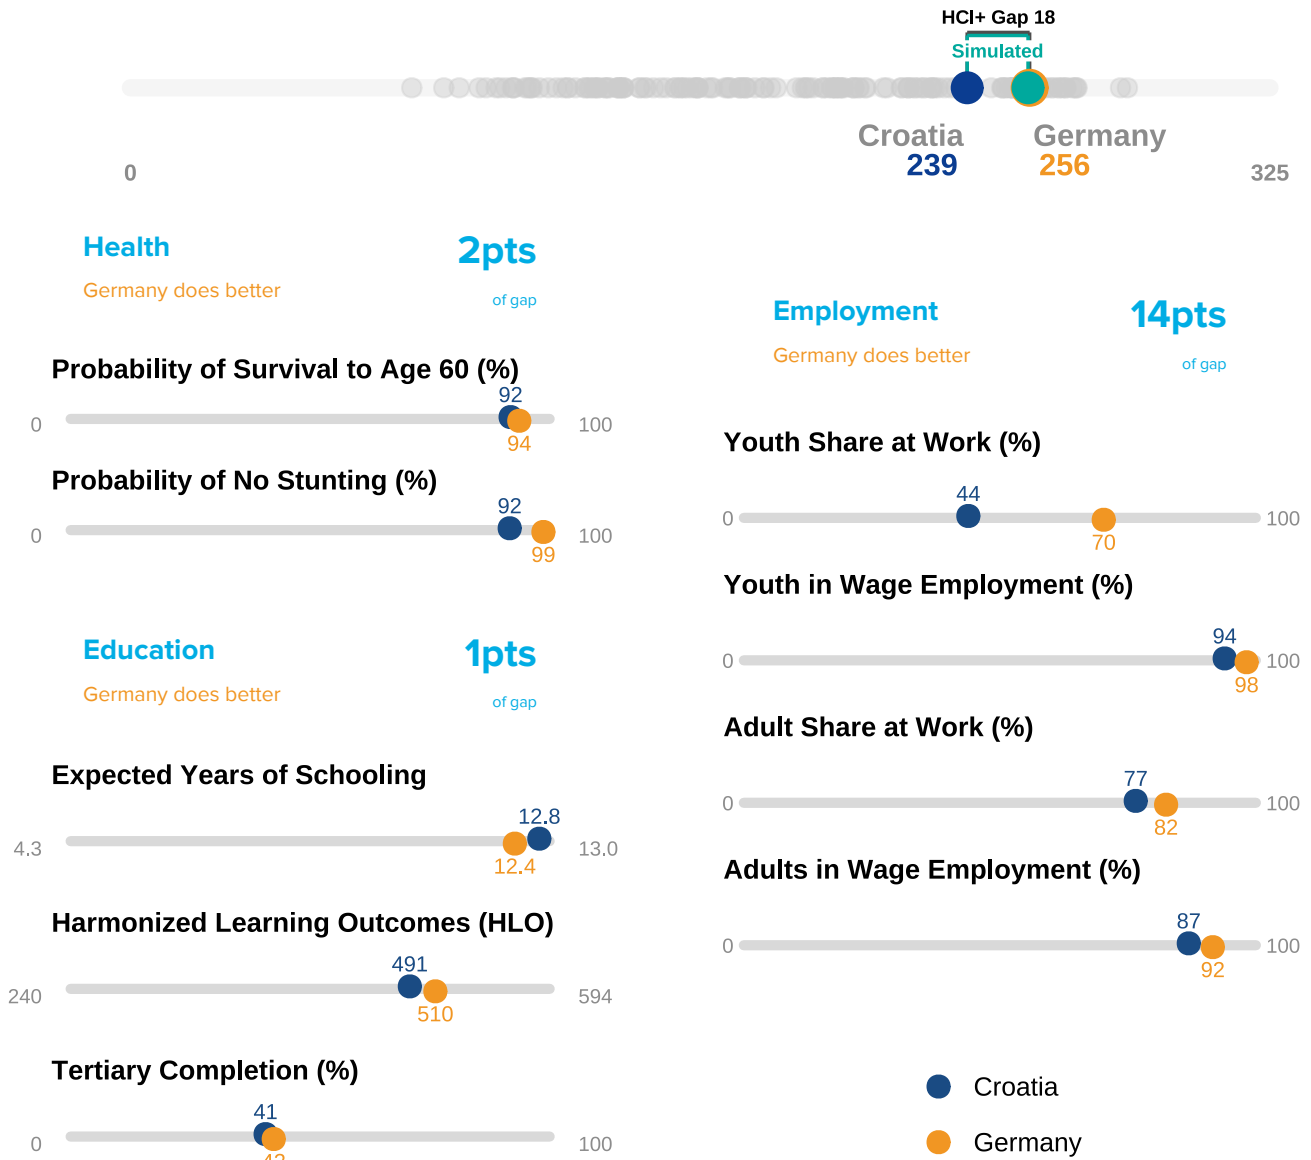 HCI+ Gap 18
Simulated
Croatia Germany
239 256
0 325
Health 2pts
Germany does better of gap
Probability of Survival to Age 60 (%)
92
0 100
94
Probability of No Stunting (%)
92
0 100
99
Education 1pts
Germany does better of gap
Expected Years of Schooling
12.8
4.3 13.0
12.4
Harmonized Learning Outcomes (HLO)
491
240 594
510
Tertiary Completion (%)
41
0 100
Employment 14pts
Germany does better of gap
Youth Share at Work (%)
44
0 100
70
Youth in Wage Employment (%)
94
0 100
98
Adult Share at Work (%)
77
0 100
82
Adults in Wage Employment (%)
87
0 100
92
Croatia
Germany